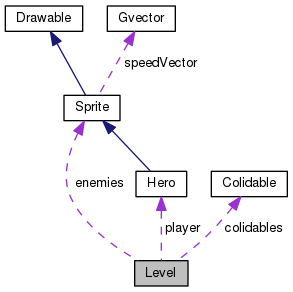 Drawable
Gvector
speedVector
Sprite
enemies
Hero
Colidable
player
colidables
Level